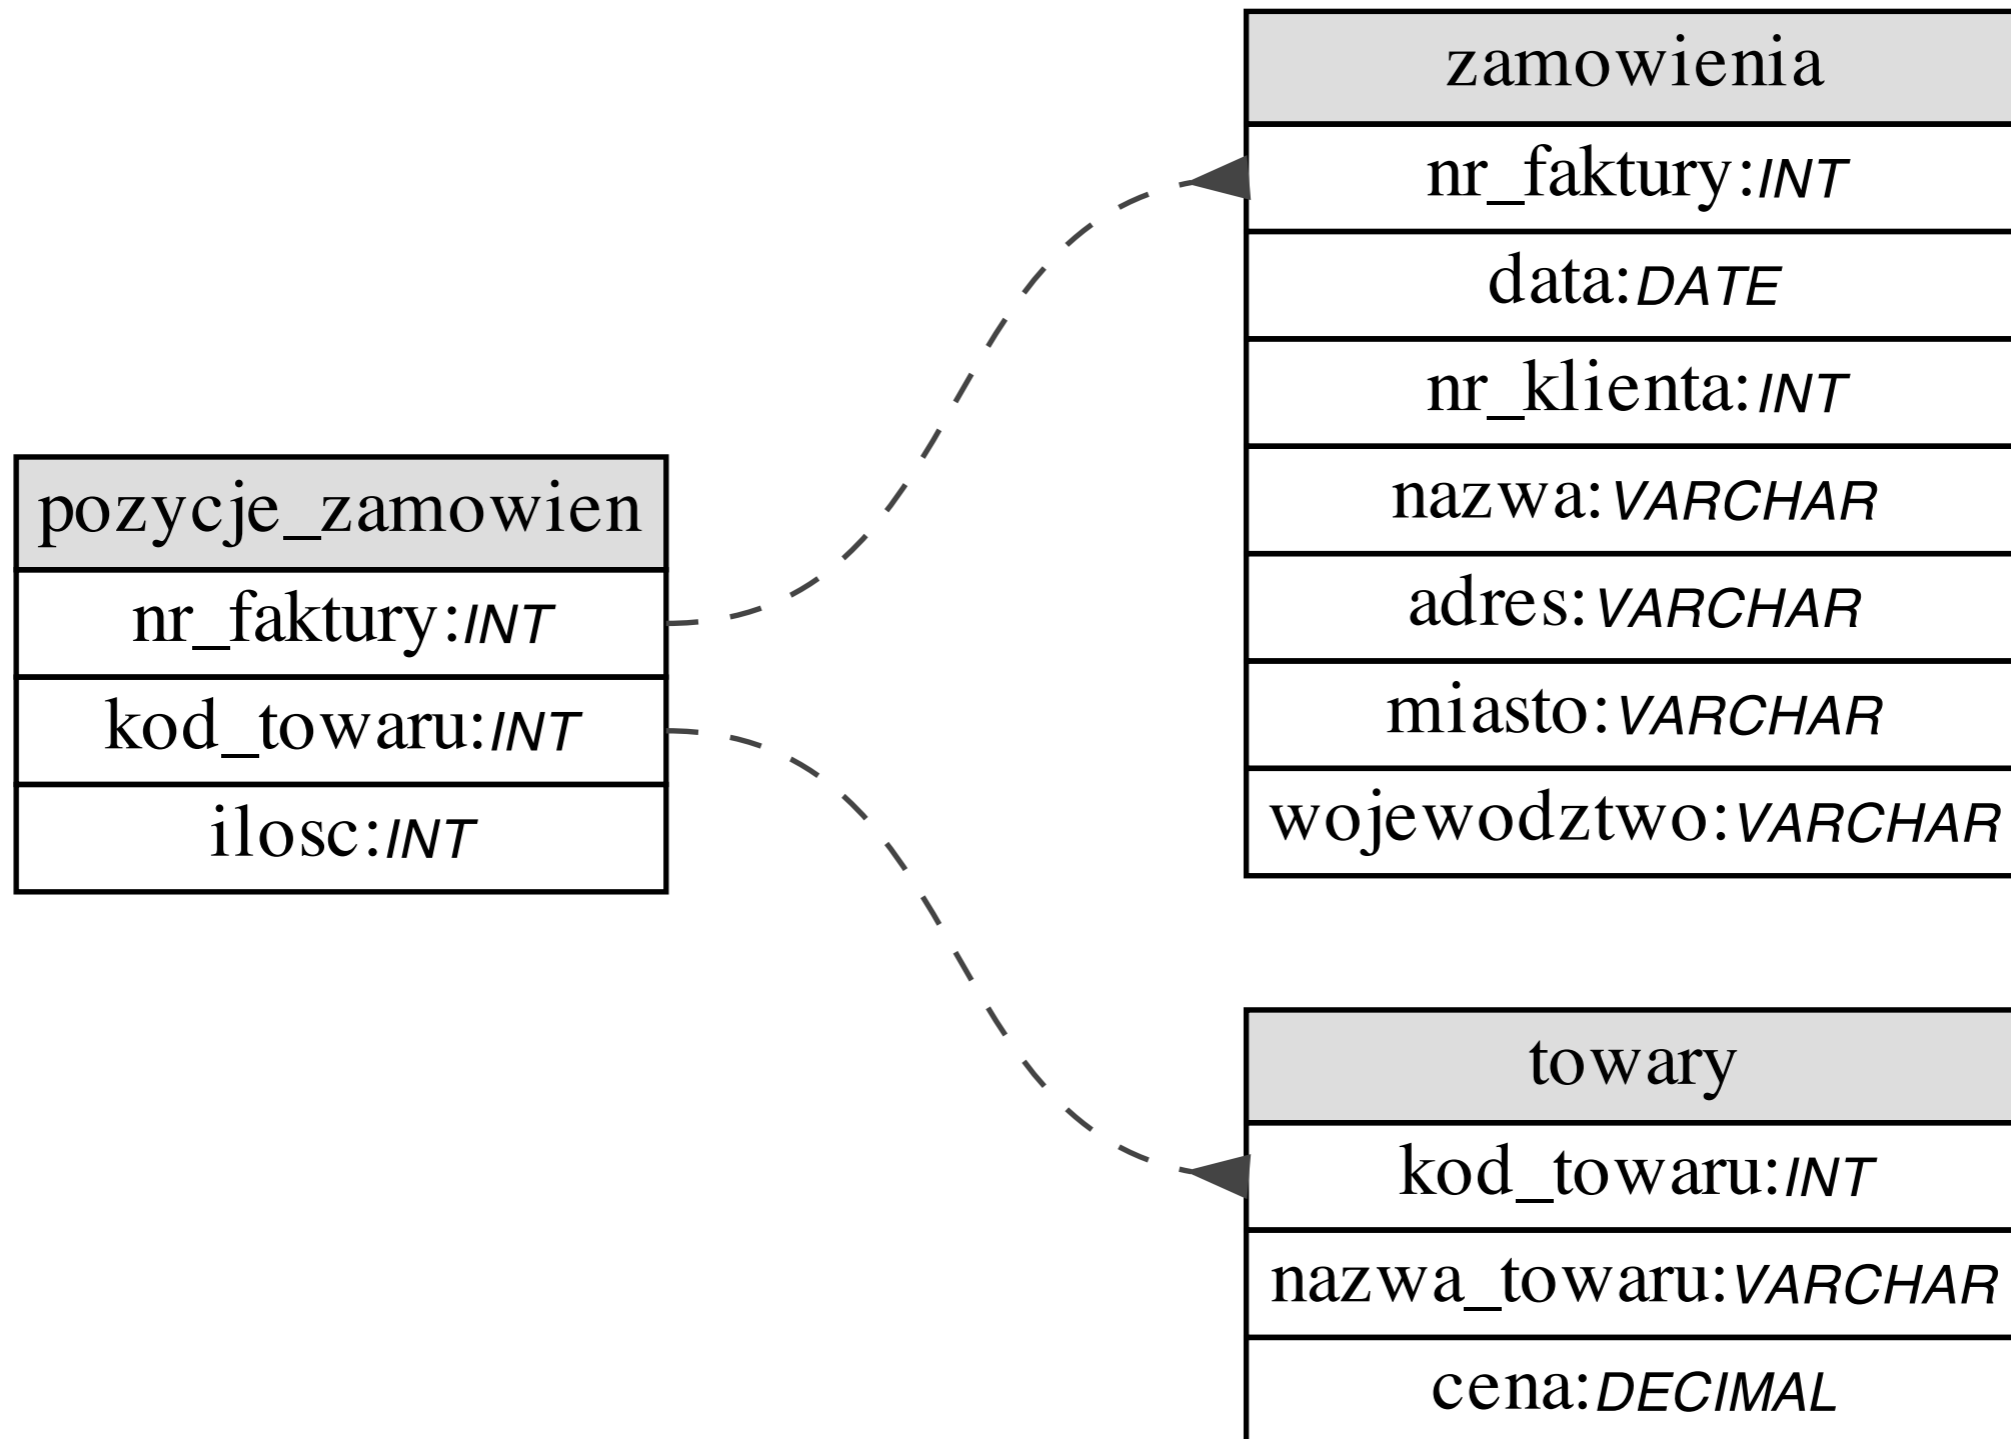 pozycje_zamowien
nr_faktury:INT
kod_towaru:INT
ilosc:INT
zamowienia
nr_faktury:INT
data:DATE
nr_klienta:INT
nazwa:VARCHAR
adres:VARCHAR
miasto:VARCHAR
wojewodztwo:VARCHAR
towary
kod_towaru:INT
nazwa_towaru:VARCHAR
cena:DECIMAL